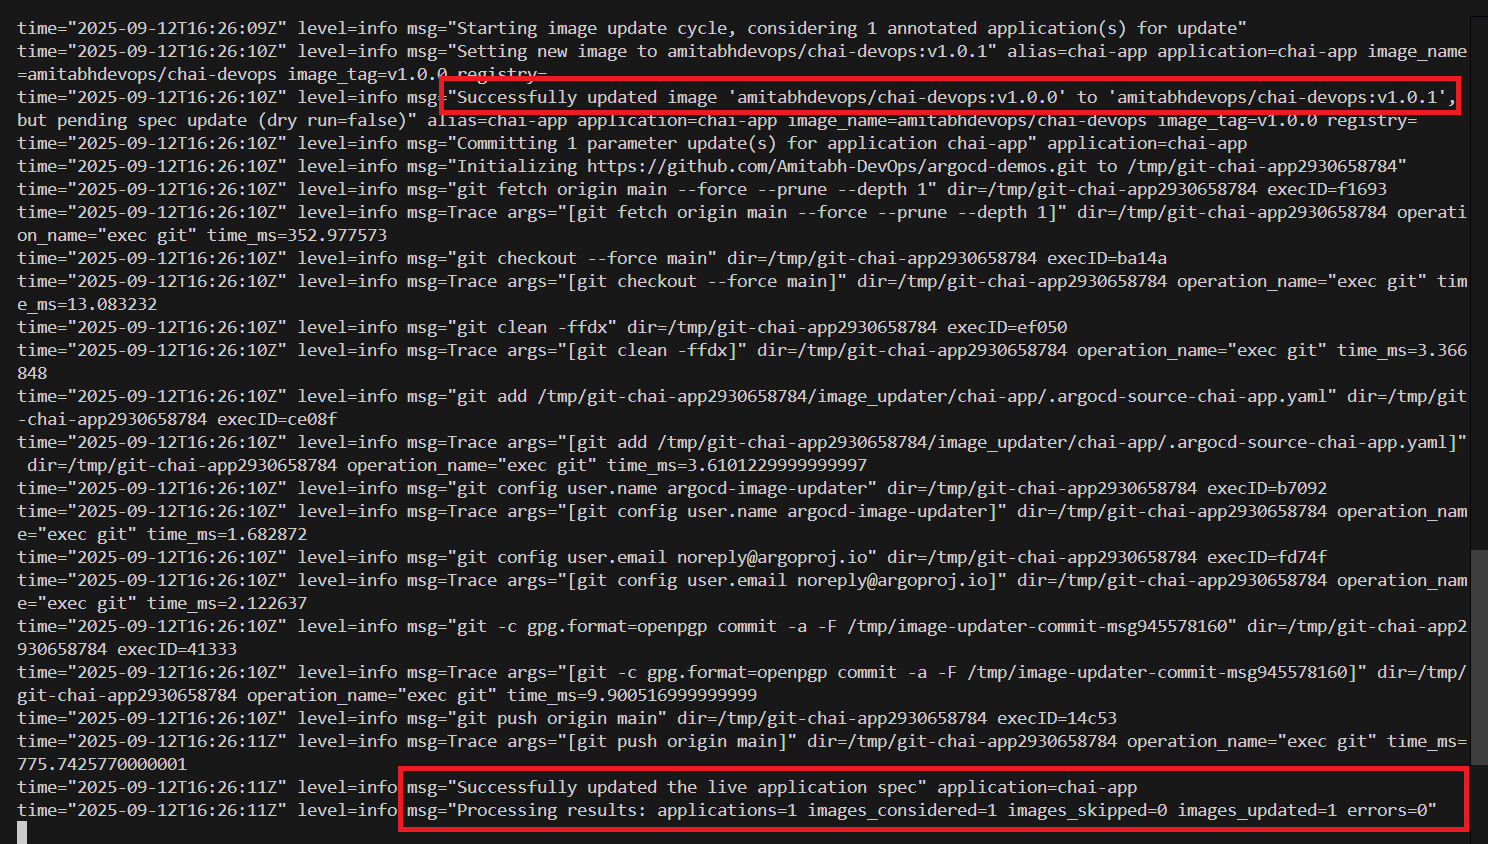 time="2025-09-12T16:26:09Z" level=info msg="Starting image update cycle, considering 1 annotated application(s) for update"
time="2025-09-12T16:26:10Z" level=info msg="Setting new image to amitabhdevops/chai-devops:v1.0.1" alias=chai-app application=chai-app image_name
=amitabhdevops/chai-devops image_tag=v1.0.0 registry=
time="2025-09-12T16:26:10Z" level=info msg="Successfully updated image 'amitabhdevops/chai-devops:v1.0.0' to 'amitabhdevops/chai-devops:v1.0.1',
but pending spec update (dry run=false)" alias=chai-app application=chai-app image_name=amitabhdevops/chai-devops image_tag=v1.0.0 registry=
time="2025-09-12T16:26:10Z" level=info msg="Committing 1 parameter update(s) for application chai-app" application=chai-app
time="2025-09-12T16:26:10Z" level=info msg="Initializing https://github.com/Amitabh-DevOps/argocd-demos.git to /tmp/git-chai-app2930658784"
time="2025-09-12T16:26:10Z" level=info msg="git fetch origin main --force --prune --depth 1" dir=/tmp/git-chai-app2930658784 execID=f1693
time="2025-09-12T16:26:10Z" level=info msg=Trace args="[git fetch origin main --force --prune --depth 1]" dir=/tmp/git-chai-app2930658784 operati
on_name="exec git" time_ms=352.977573
time="2025-09-12T16:26:10Z" level=info msg="git checkout --force main" dir=/tmp/git-chai-app2930658784 execID=ba14a
time="2025-09-12T16:26:10Z" level=info msg=Trace args="[git checkout --force main]" dir=/tmp/git-chai-app2930658784 operation_name="exec git" tim
e_ms=13.083232
time="2025-09-12T16:26:10Z" level=info msg="git clean -ffdx" dir=/tmp/git-chai-app2930658784 execID=ef050
time="2025-09-12T16:26:10Z" level=info msg=Trace args="[git clean -ffdx]" dir=/tmp/git-chai-app2930658784 operation_name="exec git" time_ms=3.366
848
time="2025-09-12T16:26:10Z" level=info msg="git add /tmp/git-chai-app2930658784/image_updater/chai-app/.argocd-source-chai-app.yaml" dir=/tmp/git
-chai-app2930658784 execID=ce08f
time="2025-09-12T16:26:10Z" level=info msg=Trace args="[git add /tmp/git-chai-app2930658784/image_updater/chai-app/.argocd-source-chai-app.yaml]"
dir=/tmp/git-chai-app2930658784 operation_name="exec git" time_ms=3.6101229999999997
time="2025-09-12T16:26:10Z" level=info msg="git config user.name argocd-image-updater" dir=/tmp/git-chai-app2930658784 execID=b7092
time="2025-09-12T16:26:10Z" level=info msg=Trace args="[git config user.name argocd-image-updater]" dir=/tmp/git-chai-app2930658784 operation_nam
e="exec git" time_ms=1.682872
time="2025-09-12T16:26:10Z" level=info msg="git config user.email noreply@argoproj.io" dir=/tmp/git-chai-app2930658784 execID=fd74f
time="2025-09-12T16:26:10Z" level=info msg=Trace args="[git config user.email noreply@argoproj.io]" dir=/tmp/git-chai-app2930658784 operation_nam
e="exec git" time_ms=2.122637
time="2025-09-12T16:26:10Z" level=info msg="git -c gpg.format=openpgp commit -a -F /tmp/image-updater-commit-msg945578160" dir=/tmp/git-chai-app2
930658784 execID=41333
time="2025-09-12T16:26:10Z" level=info msg=Trace args="[git -c gpg.format=openpgp commit -a -F /tmp/image-updater-commit-msg945578160]" dir=/tmp/
git-chai-app2930658784 operation_name="exec git" time_ms=9.900516999999999
time="2025-09-12T16:26:10Z" level=info msg="git push origin main" dir=/tmp/git-chai-app2930658784 execID=14c53
time="2025-09-12T16:26:11Z" level=info msg=Trace args="[git push origin main]" dir=/tmp/git-chai-app2930658784 operation_name="exec git" time_ms=
775.7425770000001
time="2025-09-12T16:26:11Z" level=info msg="Successfully updated the live application spec" application=chai-app
time="2025-09-12T16:26:11Z" level=info msg="Processing results: applications=1 images_considered=1 images_skipped=0 images_updated=1 errors=0"